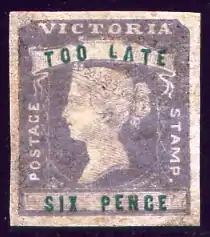 VICTORIA
TOO LATE
POSTAGE
STAMP.
SIX PENCE